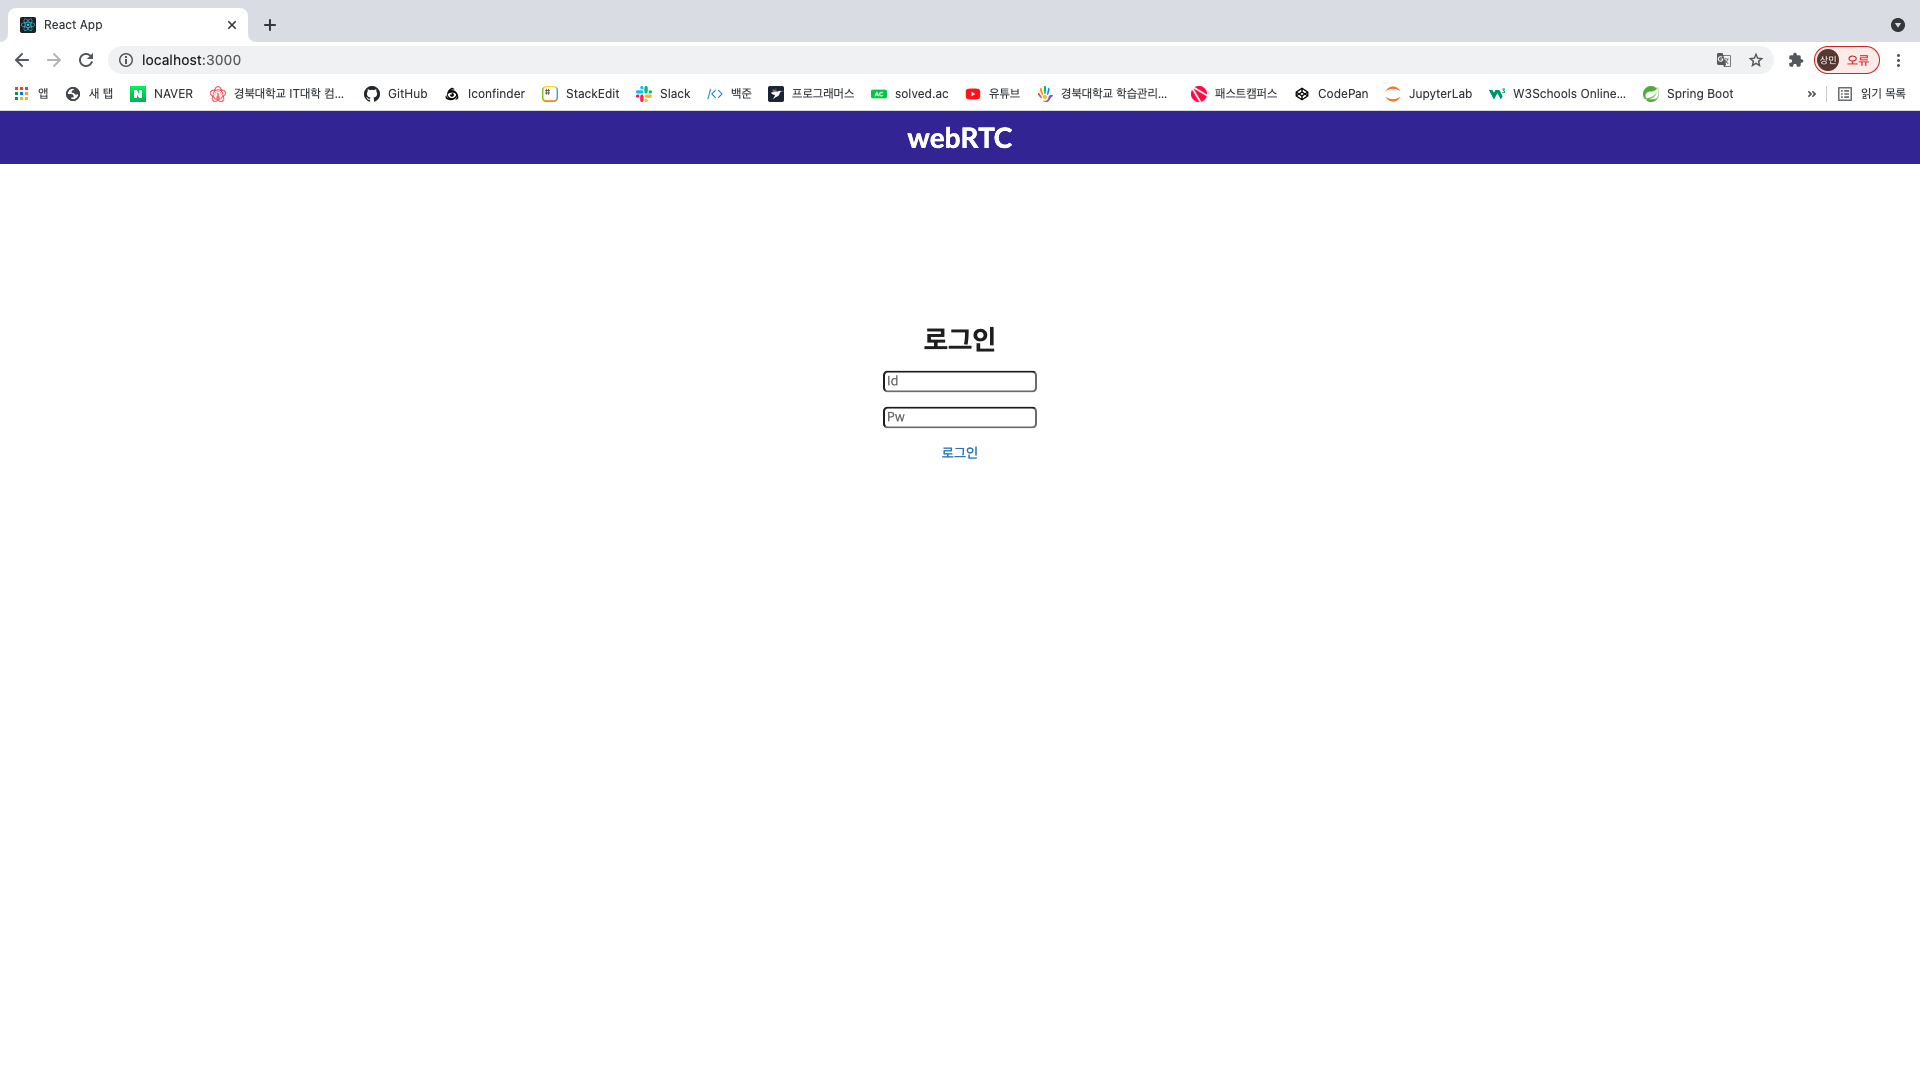 React App
localhost:3000
오류
앱 새 탭 NAVER 경북대학교 IT대학 컴... GitHub Iconfinder StackEdit Slack 백준 프로그래머스 solved.ac 유튜브 경북대학교 학습관리... 패스트캠퍼스 CodePan JupyterLab W3Schools Online... Spring Boot » 읽기 목록
webRTC
로그인
Id
Pw
로그인